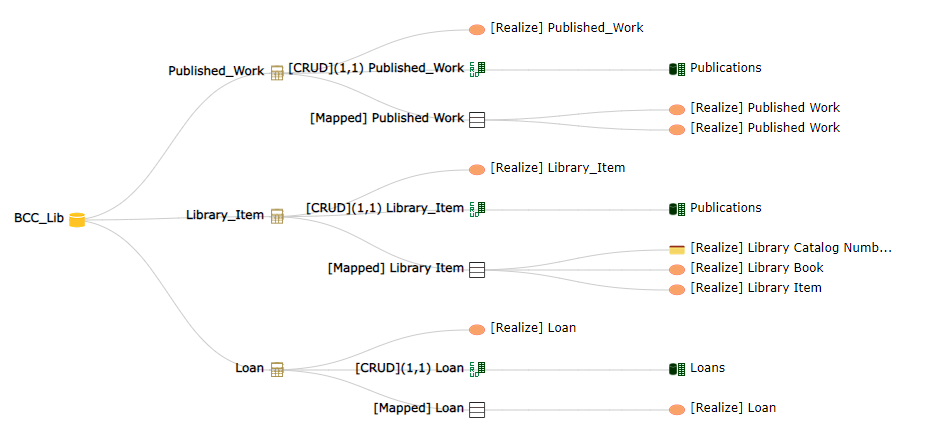 [Realize] Published_Work
Published_Work
[CRUD](1,1) Published_Work
Publications
[Realize] Published Work
[Mapped] Published Work
[Realize] Published Work
[Realize] Library_Item
BCC_Lib
Library_Item
[CRUD](1,1) Library_Item
Publications
[Realize] Library Catalog Numb...
[Mapped] Library Item
[Realize] Library Book
[Realize] Library Item
[Realize] Loan
Loan
[CRUD](1,1) Loan
Loans
[Mapped] Loan
[Realize] Loan